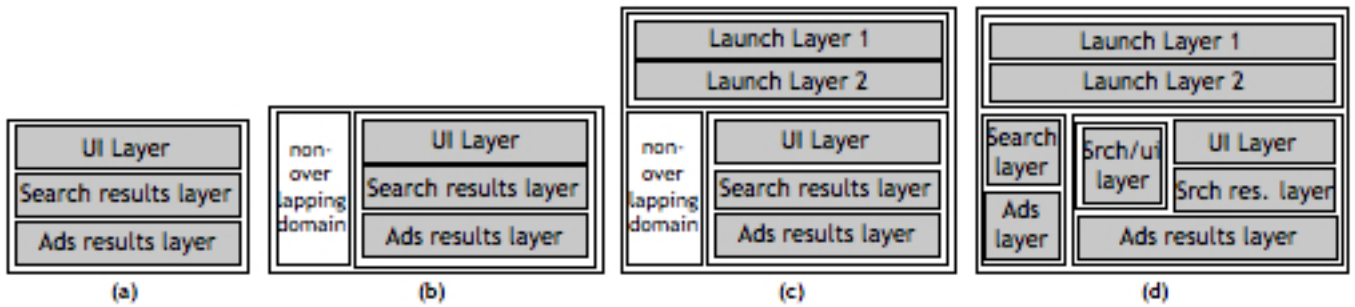 UI Layer
Search results layer
Ads results layer
(a)
non-
over
lapping
domain
UI Layer
Search results layer
Ads results layer
(b)
Launch Layer 1
Launch Layer 2
non-
over
lapping
domain
UI Layer
Search results layer
Ads results layer
(c)
Launch Layer 1
Launch Layer 2
Search
layer
Ads
layer
Srch/ui
layer
UI Layer
Srch res. layer
Ads results layer
(d)